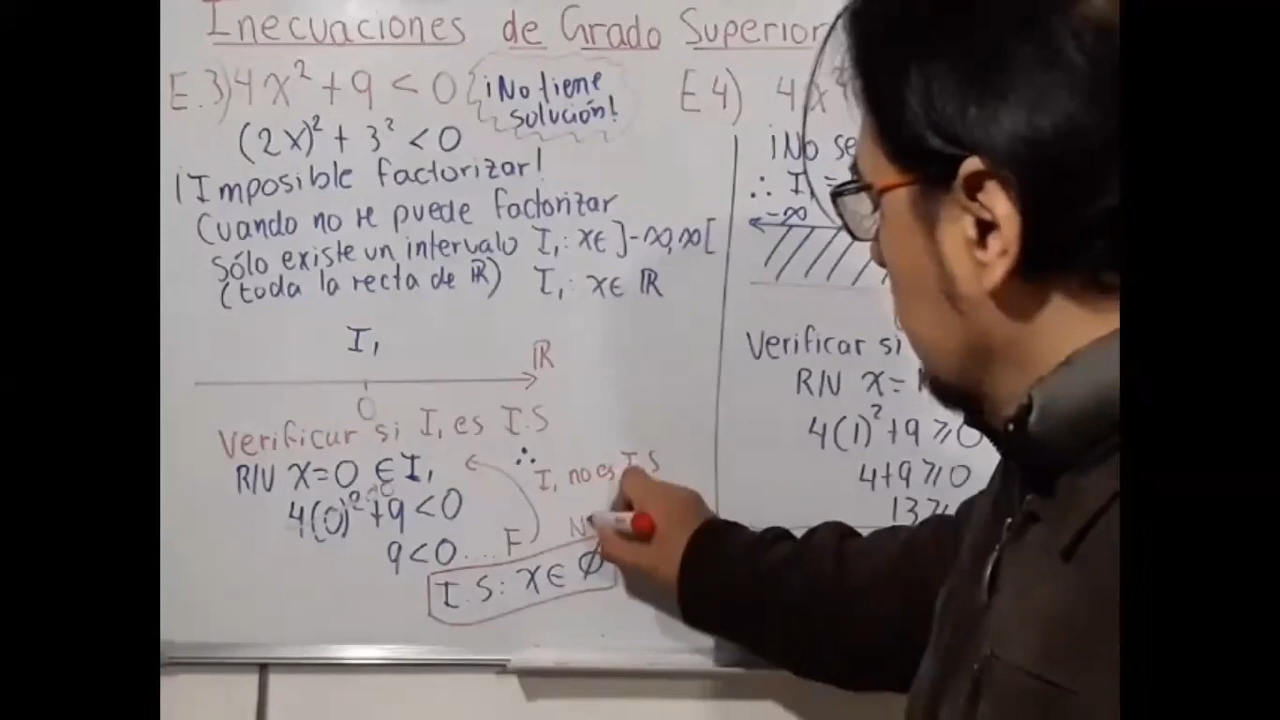 Inecuaciones de Grado Superior
E.3) 4x² + 9 < 0 ¡No tiene
solución!
(2x)² + 3² < 0
¡Imposible factorizar!
Cuando no se puede factorizar
sólo existe un intervalo I₁: x∈ ]-∞,∞[
(toda la recta de ℝ) I₁: x∈ ℝ
I₁
ℝ
0
Verificar si I₁ es I.S
R/V x=0 ∈ I₁
4(0)² + 9 < 0
9 < 0 .... F
∴
I₁ no es I.S
I.S: x∈ ∅
E4) 4x
¡No se
∴ I₁ =
-∞
Verificar si
R/V x=
4(1)² + 9 ≥ 0
4+9 ≥ 0
13 ≥